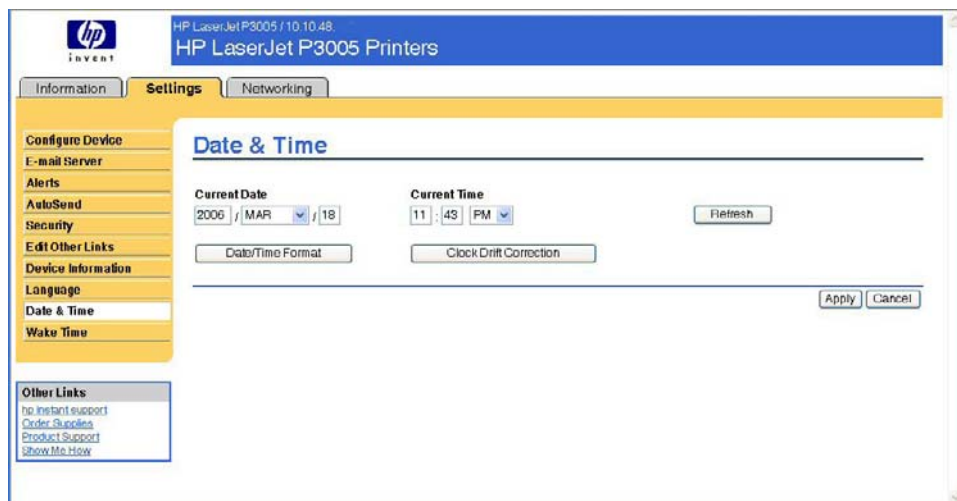 hp
invent
HP LaserJet P3005 / 10.10.48.
HP LaserJet P3005 Printers
Information
Settings
Networking
Configure Device
E-mail Server
Alerts
AutoSend
Security
Edit Other Links
Device Information
Language
Date & Time
Wake Time
Other Links
hp instant support
Order Supplies
Product Support
Show Me How
Date & Time
Current Date
Current Time
2006 / MAR / 18
11 : 43 PM
Refresh
Date/Time Format
Clock Drift Correction
Apply
Cancel